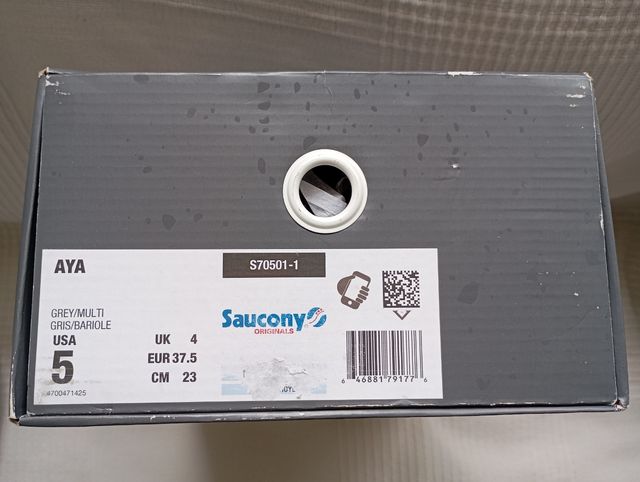 AYA
S70501-1
GREY/MULTI
GRIS/BARIOLE
USA
5
UK 4
EUR 37.5
CM 23
4700471425
Saucony
ORIGINALS
6 46881 79177 6